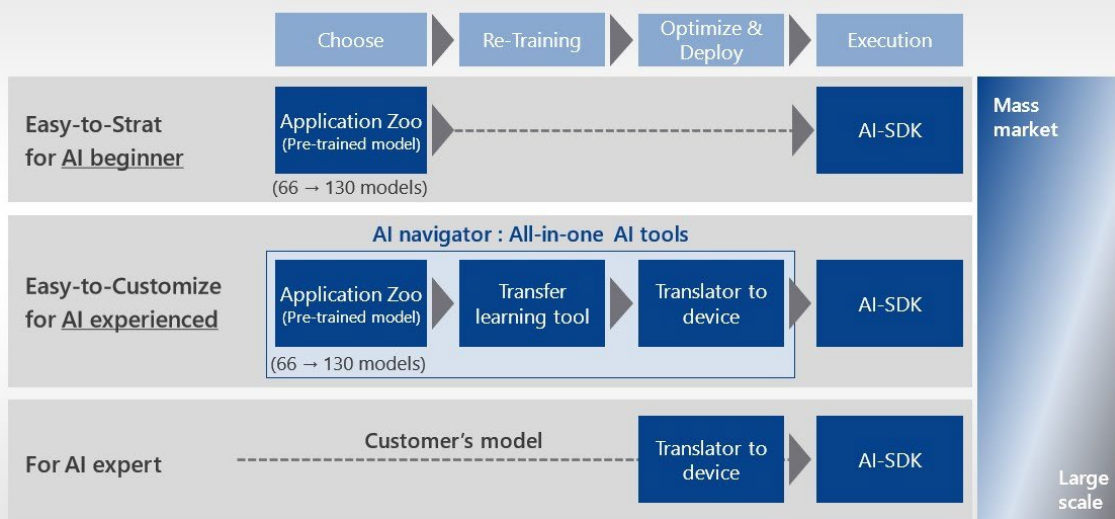 Choose
Re-Training
Optimize &
Deploy
Execution
Easy-to-Strat
for AI beginner
Application Zoo
(Pre-trained model)
(66 → 130 models)
AI-SDK
Mass
market
AI navigator : All-in-one AI tools
Easy-to-Customize
for AI experienced
Application Zoo
(Pre-trained model)
(66 → 130 models)
Transfer
learning tool
Translator to
device
AI-SDK
For AI expert
Customer's model
Translator to
device
AI-SDK
Large
scale